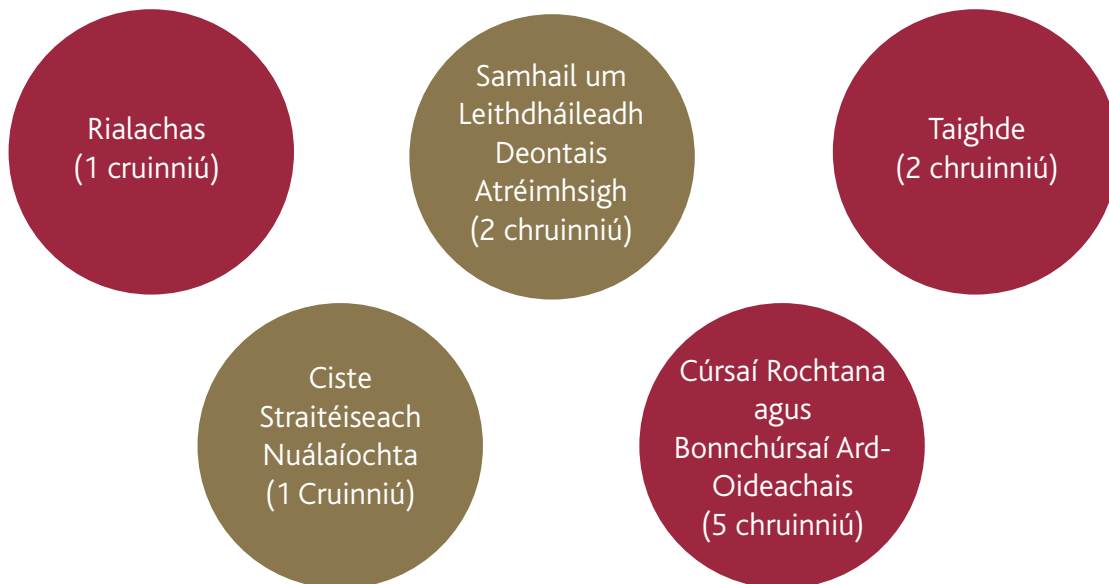 Rialachas
(1 cruinniú)
Samhail um
Leithdháileadh
Deontais
Atréimhsigh
(2 chruinniú)
Taighde
(2 chruinniú)
Ciste
Straitéiseach
Nuálaíochta
(1 Cruinniú)
Cúrsaí Rochtana
agus
Bonnchúrsaí Ard-
Oideachais
(5 chruinniú)